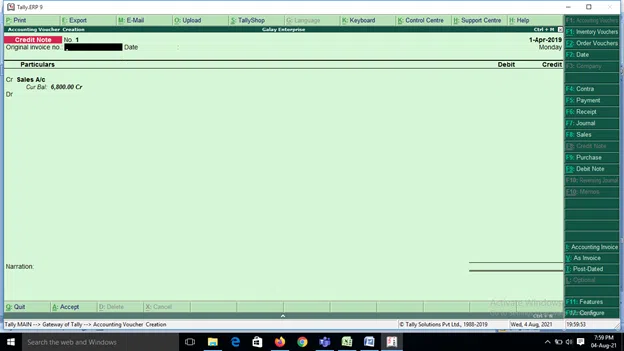 Tally.ERP 9
P: Print E: Export M: E-Mail O: Upload S: TallyShop G: Language K: Keyboard K: Control Centre H: Support Centre H: Help
Accounting Voucher Creation Galay Enterprise Ctrl + M
Credit Note No. 1 1-Apr-2019
Original invoice no. Date : Monday
Particulars Debit Credit
Cr Sales A/c
Cur Bal: 6,800.00 Cr
Dr
Narration:
Q: Quit A: Accept D: Delete X: Cancel
F1: Accounting Vouchers
F1: Inventory Vouchers
F2: Order Vouchers
F2: Date
F3: Company
F4: Contra
F5: Payment
F6: Receipt
F7: Journal
F8: Sales
F8: Credit Note
F9: Purchase
F9: Debit Note
F10: Reversing Journal
F10: Memos
I: Accounting Invoice
V: As Invoice
T: Post-Dated
L: Optional
F11: Features
F12: Configure
Activate Windows
Ctrl + N
Tally MAIN --> Gateway of Tally --> Accounting Voucher Creation © Tally Solutions Pvt Ltd., 1988-2019 Wed, 4 Aug, 2021 19:59:53
Search the web and Windows
7:59 PM
04-Aug-21